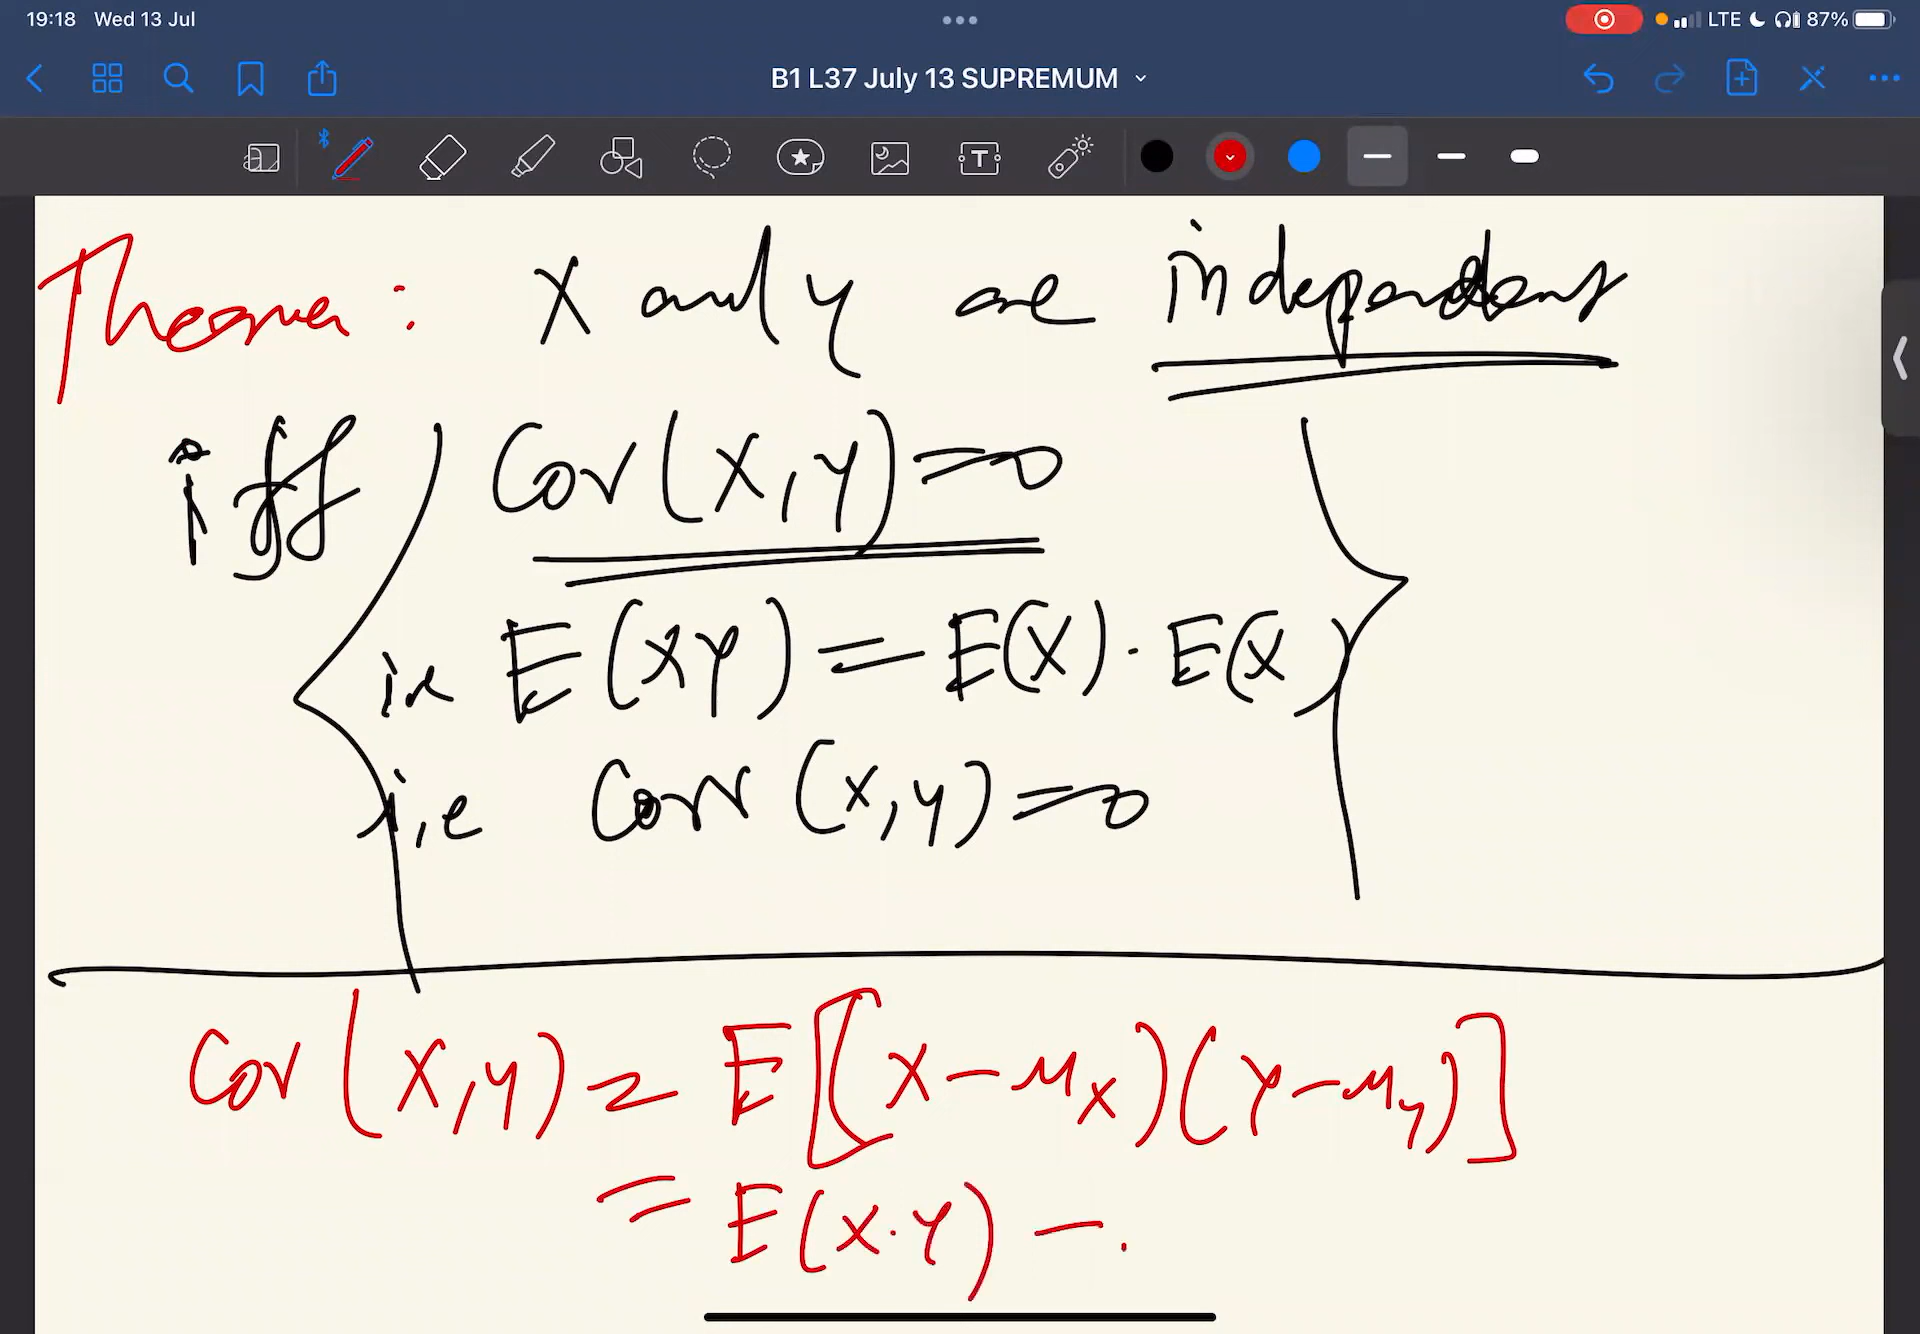 19:18 Wed 13 Jul
LTE 87%
B1 L37 July 13 SUPREMUM
Theorem: X and Y are independent
iff Cov(X,Y)=0
ie E(XY) = E(X) · E(X)
i,e Corr (X,Y)=0
Cov(X,Y) = E[(X-μx)(Y-μy)]
= E(X·Y) - .